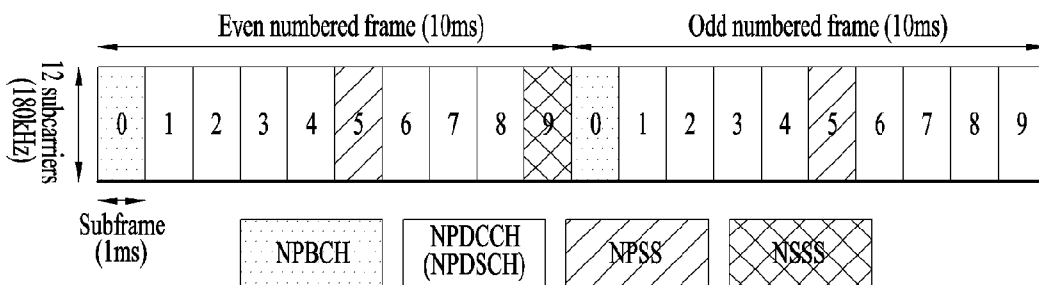 Even numbered frame (10ms) Odd numbered frame (10ms)
12 subcarriers
(180kHz)
0 1 2 3 4 5 6 7 8 9 0 1 2 3 4 5 6 7 8 9
Subframe
(1ms)
NPBCH NPDCCH
(NPDSCH) NPSS NSSS